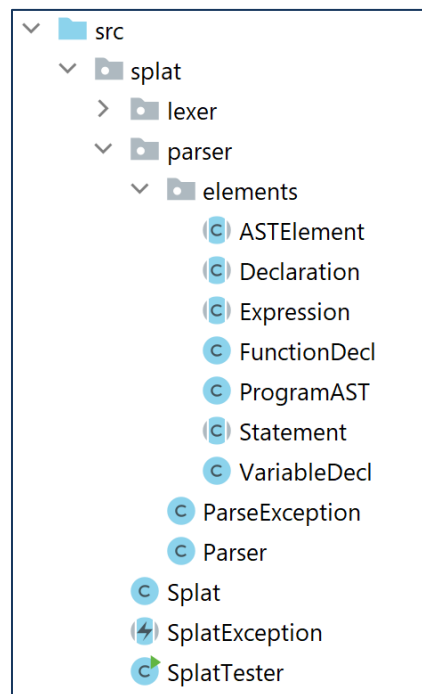 src
splat
lexer
parser
elements
ASTElement
Declaration
Expression
FunctionDecl
ProgramAST
Statement
VariableDecl
ParseException
Parser
Splat
SplatException
SplatTester